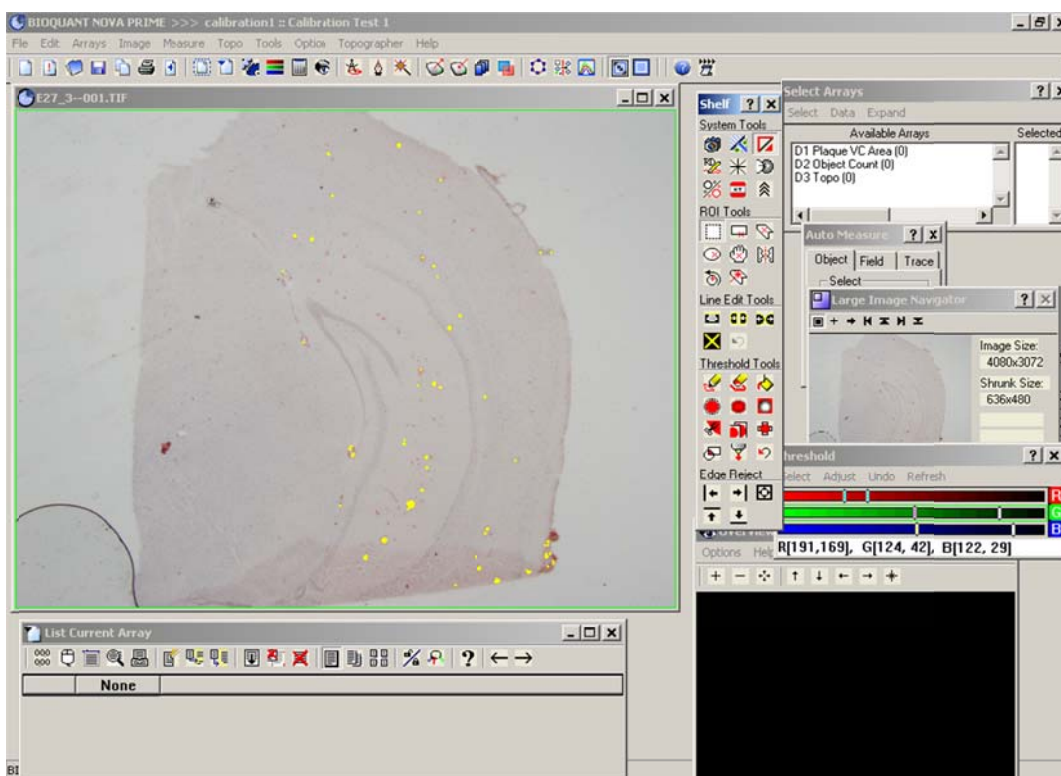 BIOQUANT NOVA PRIME >>> calibration1 :: Calibration Test 1
File Edit Arrays Image Measure Topo Tools Option Topographer Help
E27_3--001.TIF
Shelf
System Tools
ROI Tools
Line Edit Tools
Threshold Tools
Edge Reject
Select Arrays
Select Data Expand
Available Arrays Selected
D1 Plaque VC Area (0)
D2 Object Count (0)
D3 Topo (0)
Auto Measure
Object Field Trace
Select
Large Image Navigator
Image Size:
4080x3072
Shrunk Size:
636x480
hreshold
Select Adjust Undo Refresh
R
G
B
R[191,169], G[124, 42], B[122, 29]
Overview
Options Help
List Current Array
None
BI